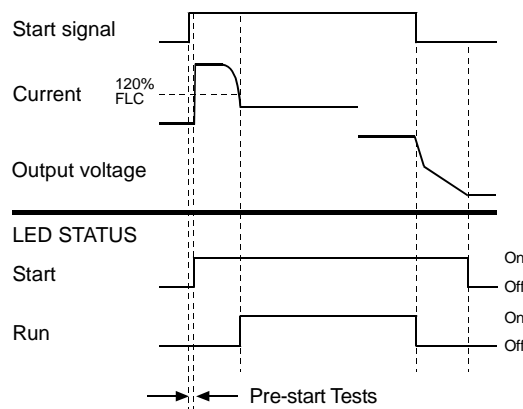 Start signal
120%
FLC
Current
Output voltage
LED STATUS
Start
On
Off
Run
On
Off
Pre-start Tests